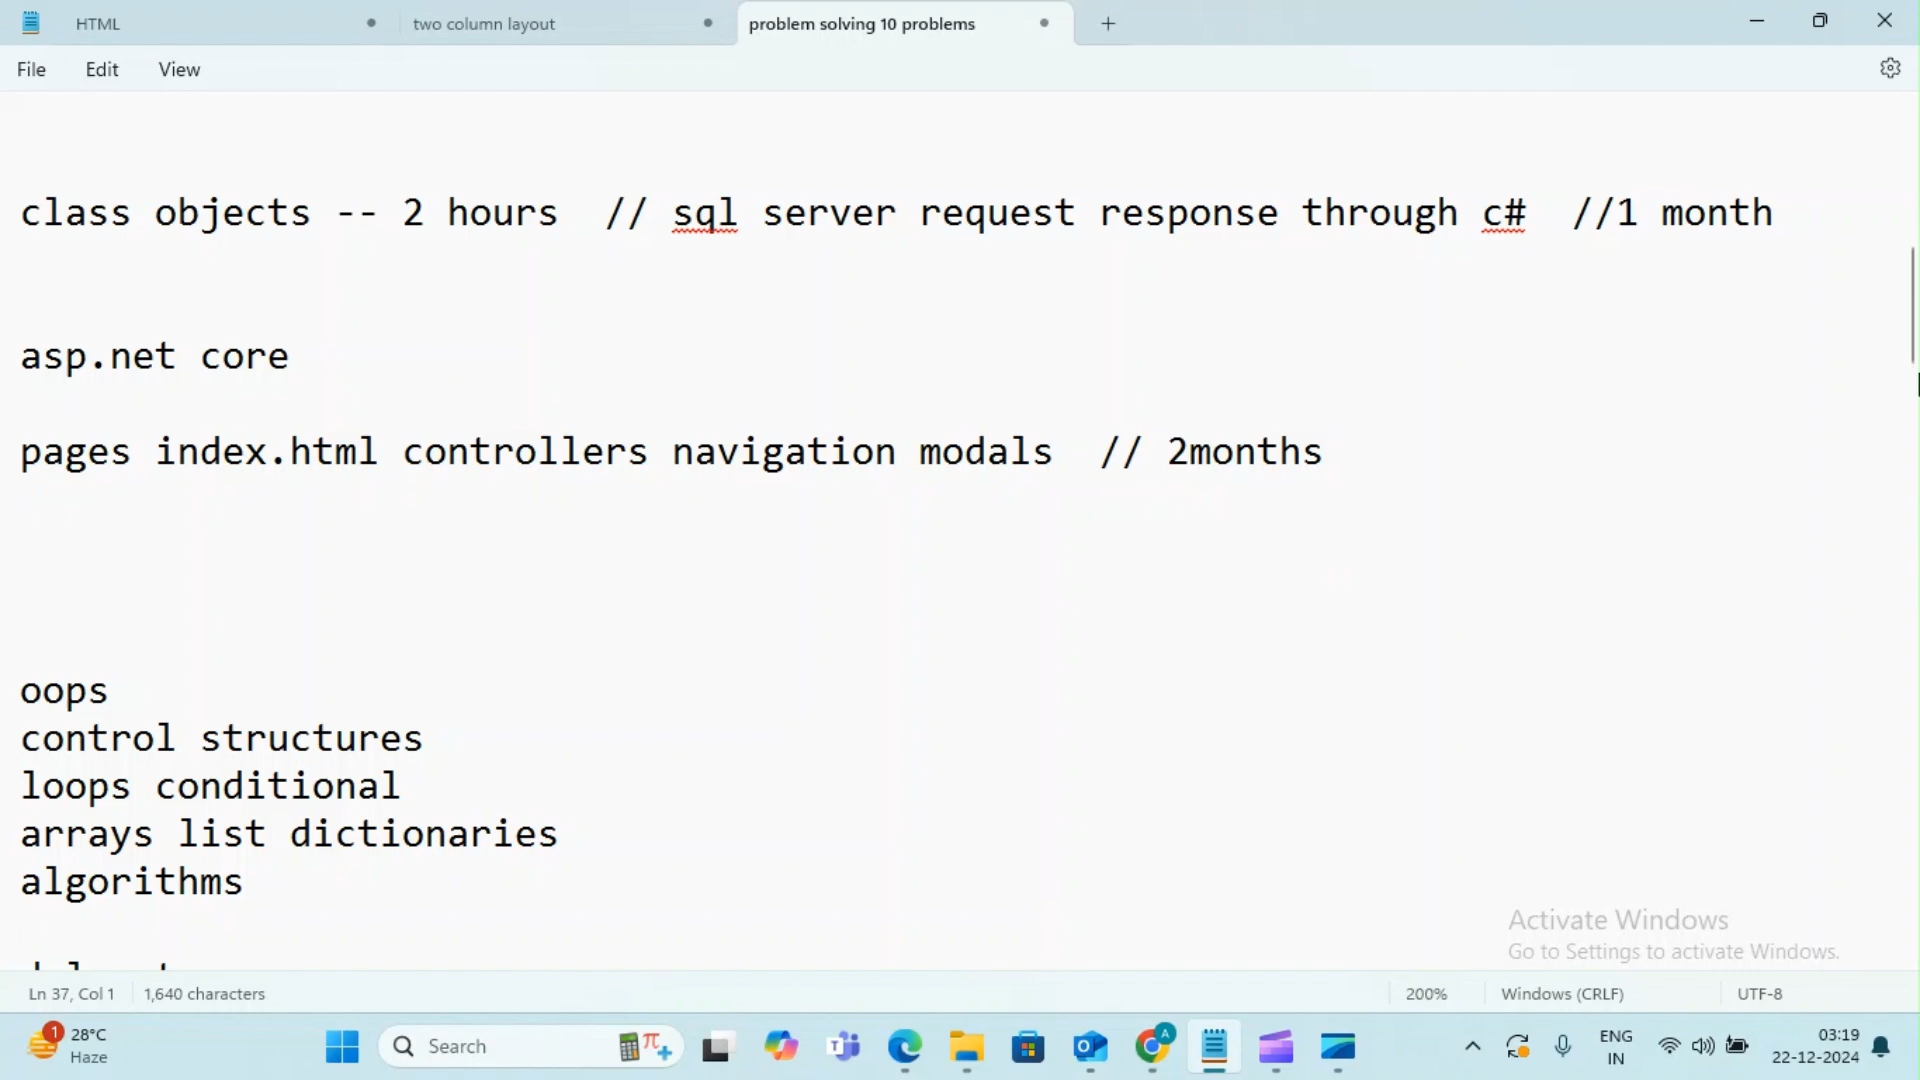 HTML
two column layout
problem solving 10 problems
File Edit View
class objects -- 2 hours // sql server request response through c# //1 month
asp.net core
pages index.html controllers navigation modals // 2months
oops
control structures
loops conditional
arrays list dictionaries
algorithms
Activate Windows
Go to Settings to activate Windows.
Ln 37, Col 1 1,640 characters 200% Windows (CRLF) UTF-8
1 28°C
Haze
Search
A
ENG
IN
03:19
22-12-2024